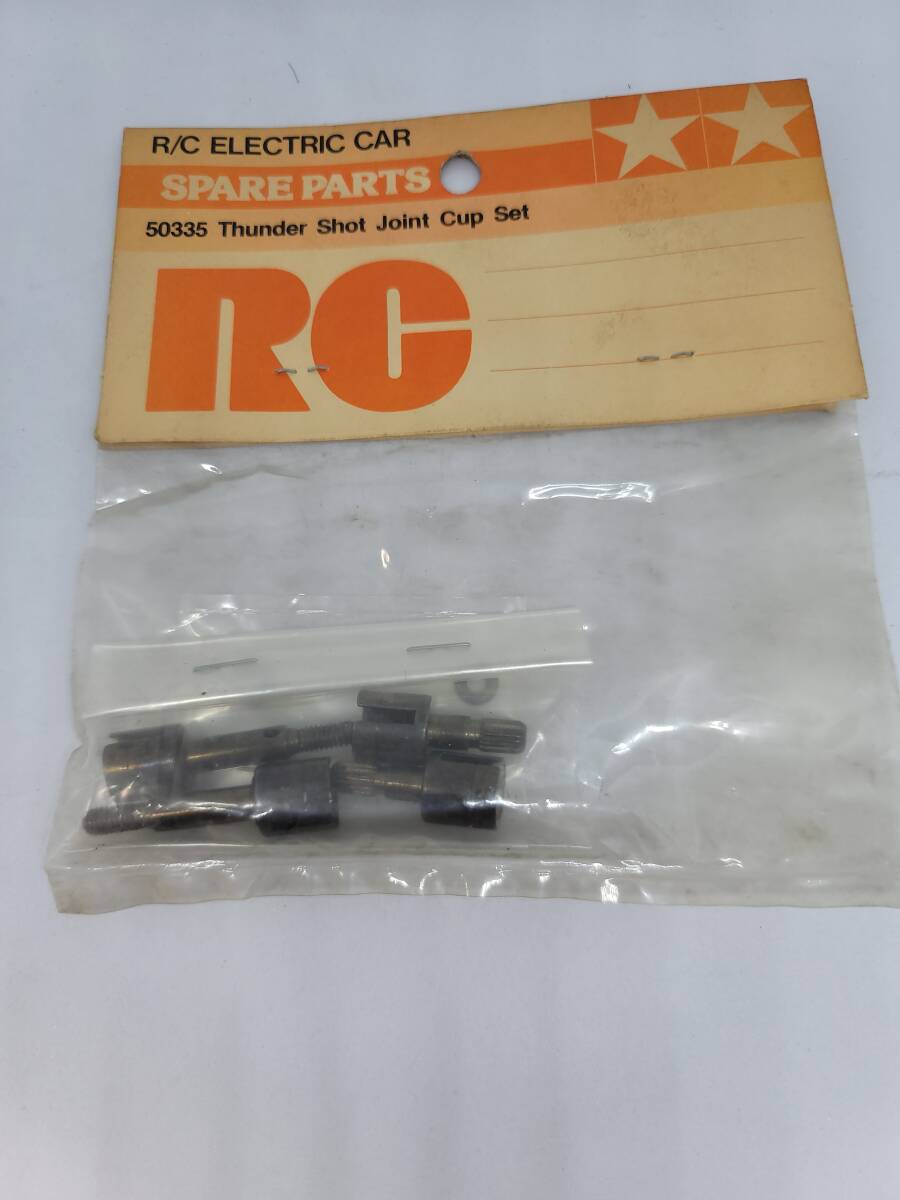 R/C ELECTRIC CAR
SPARE PARTS
50335 Thunder Shot Joint Cup Set
RC